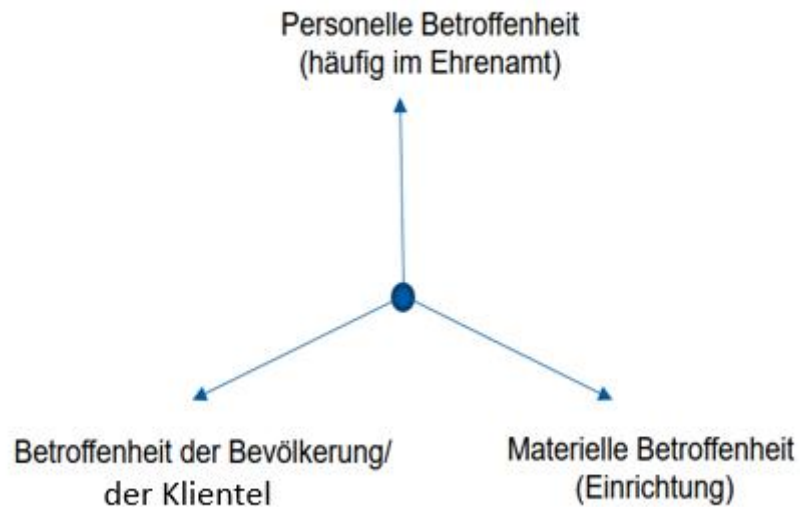 Personelle Betroffenheit
(häufig im Ehrenamt)
Betroffenheit der Bevölkerung/
der Klientel
Materielle Betroffenheit
(Einrichtung)